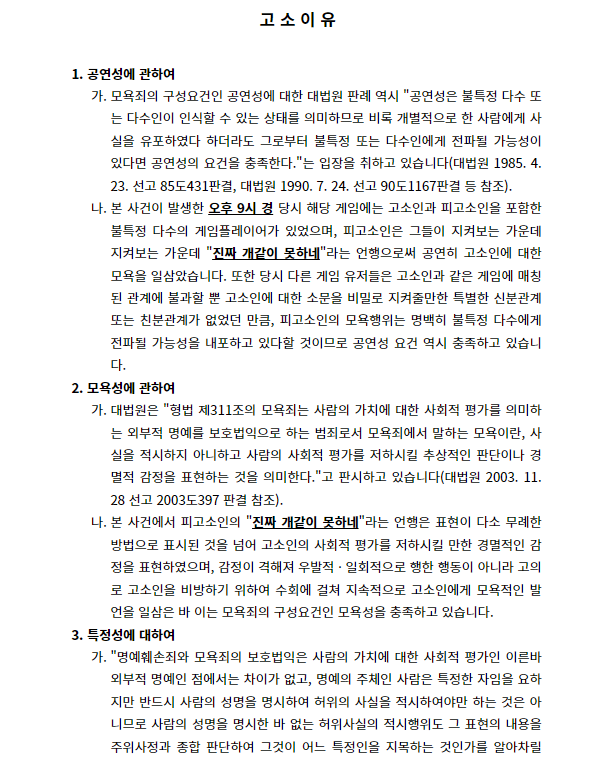 고 소 이 유
1. 공연성에 관하여
가. 모욕죄의 구성요건인 공연성에 대한 대법원 판례 역시 "공연성은 불특정 다수 또
는 다수인이 인식할 수 있는 상태를 의미하므로 비록 개별적으로 한 사람에게 사
실을 유포하였다 하더라도 그로부터 불특정 또는 다수인에게 전파될 가능성이
있다면 공연성의 요건을 충족한다."는 입장을 취하고 있습니다(대법원 1985. 4.
23. 선고 85도431판결, 대법원 1990. 7. 24. 선고 90도1167판결 등 참조).
나. 본 사건이 발생한 오후 9시 경 당시 해당 게임에는 고소인과 피고소인을 포함한
불특정 다수의 게임플레이어가 있었으며, 피고소인은 그들이 지켜보는 가운데
지켜보는 가운데 "진짜 개같이 못하네"라는 언행으로써 공연히 고소인에 대한
모욕을 일삼았습니다. 또한 당시 다른 게임 유저들은 고소인과 같은 게임에 매칭
된 관계에 불과할 뿐 고소인에 대한 소문을 비밀로 지켜줄만한 특별한 신분관계
또는 친분관계가 없었던 만큼, 피고소인의 모욕행위는 명백히 불특정 다수에게
전파될 가능성을 내포하고 있다할 것이므로 공연성 요건 역시 충족하고 있습니
다.
2. 모욕성에 관하여
가. 대법원은 "형법 제311조의 모욕죄는 사람의 가치에 대한 사회적 평가를 의미하
는 외부적 명예를 보호법익으로 하는 범죄로서 모욕죄에서 말하는 모욕이란, 사
실을 적시하지 아니하고 사람의 사회적 평가를 저하시킬 추상적인 판단이나 경
멸적 감정을 표현하는 것을 의미한다."고 판시하고 있습니다(대법원 2003. 11.
28 선고 2003도397 판결 참조).
나. 본 사건에서 피고소인의 "진짜 개같이 못하네"라는 언행은 표현이 다소 무례한
방법으로 표시된 것을 넘어 고소인의 사회적 평가를 저하시킬 만한 경멸적인 감
정을 표현하였으며, 감정이 격해져 우발적 · 일회적으로 행한 행동이 아니라 고의
로 고소인을 비방하기 위하여 수회에 걸쳐 지속적으로 고소인에게 모욕적인 발
언을 일삼은 바 이는 모욕죄의 구성요건인 모욕성을 충족하고 있습니다.
3. 특정성에 대하여
가. "명예훼손죄와 모욕죄의 보호법익은 사람의 가치에 대한 사회적 평가인 이른바
외부적 명예인 점에서는 차이가 없고, 명예의 주체인 사람은 특정한 자임을 요하
지만 반드시 사람의 성명을 명시하여 허위의 사실을 적시하여야만 하는 것은 아
니므로 사람의 성명을 명시한 바 없는 허위사실의 적시행위도 그 표현의 내용을
주위사정과 종합 판단하여 그것이 어느 특정인을 지목하는 것인가를 알아차릴